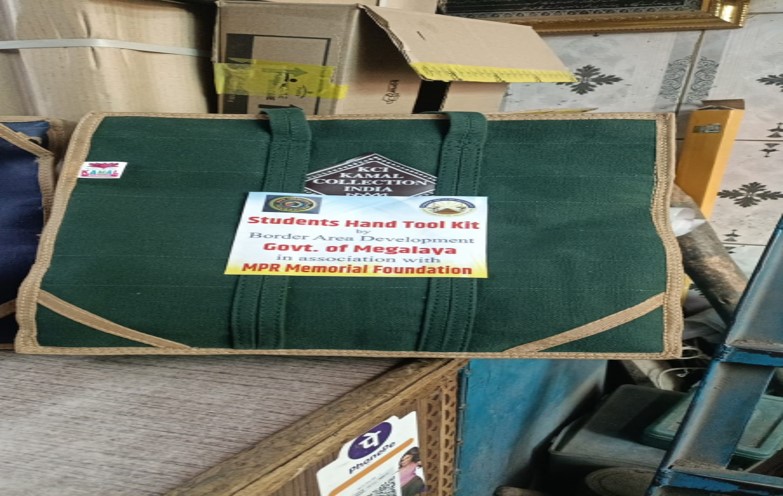 KAMAL
KCI
KAMAL
COLLECTION
INDIA
Students Hand Tool Kit
by
Border Area Development
Govt. of Megalaya
in association with
MPR Memorial Foundation
PhonePe